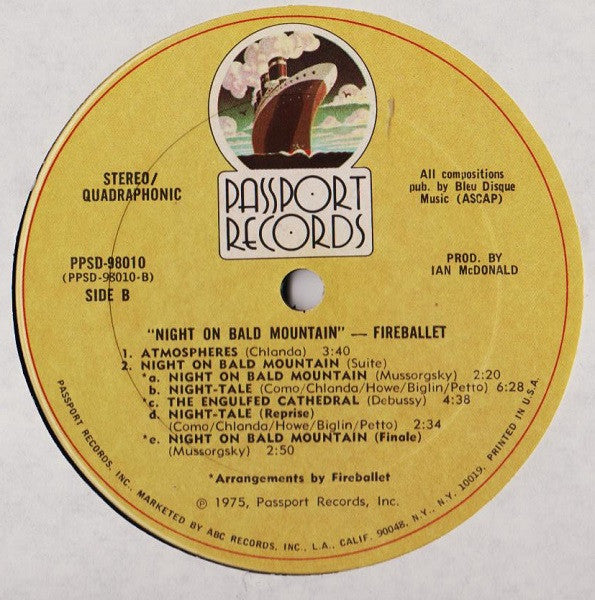 PASSPORT
RECORDS
STEREO/
QUADRAPHONIC
All compositions
pub. by Bleu Disque
Music (ASCAP)
PPSD-98010
(PPSD-98010-B)
SIDE B
PROD. BY
IAN McDONALD
"NIGHT ON BALD MOUNTAIN" — FIREBALLET
1. ATMOSPHERES (Chlanda) 3:40
2. NIGHT ON BALD MOUNTAIN (Suite)
*a. NIGHT ON BALD MOUNTAIN (Mussorgsky) 2:20
b. NIGHT-TALE (Como/Chlanda/Howe/Biglin/Petto) 6:28
*c. THE ENGULFED CATHEDRAL (Debussy) 4:38
d. NIGHT-TALE (Reprise)
(Como/Chlanda/Howe/Biglin/Petto) 2:34
*e. NIGHT ON BALD MOUNTAIN (Finale)
(Mussorgsky) 2:50
*Arrangements by Fireballet
℗ 1975, Passport Records, Inc.
PASSPORT RECORDS, INC. MARKETED BY ABC RECORDS, INC., L.A., CALIF. 90048, N.Y., N.Y. 10019. PRINTED IN U.S.A.